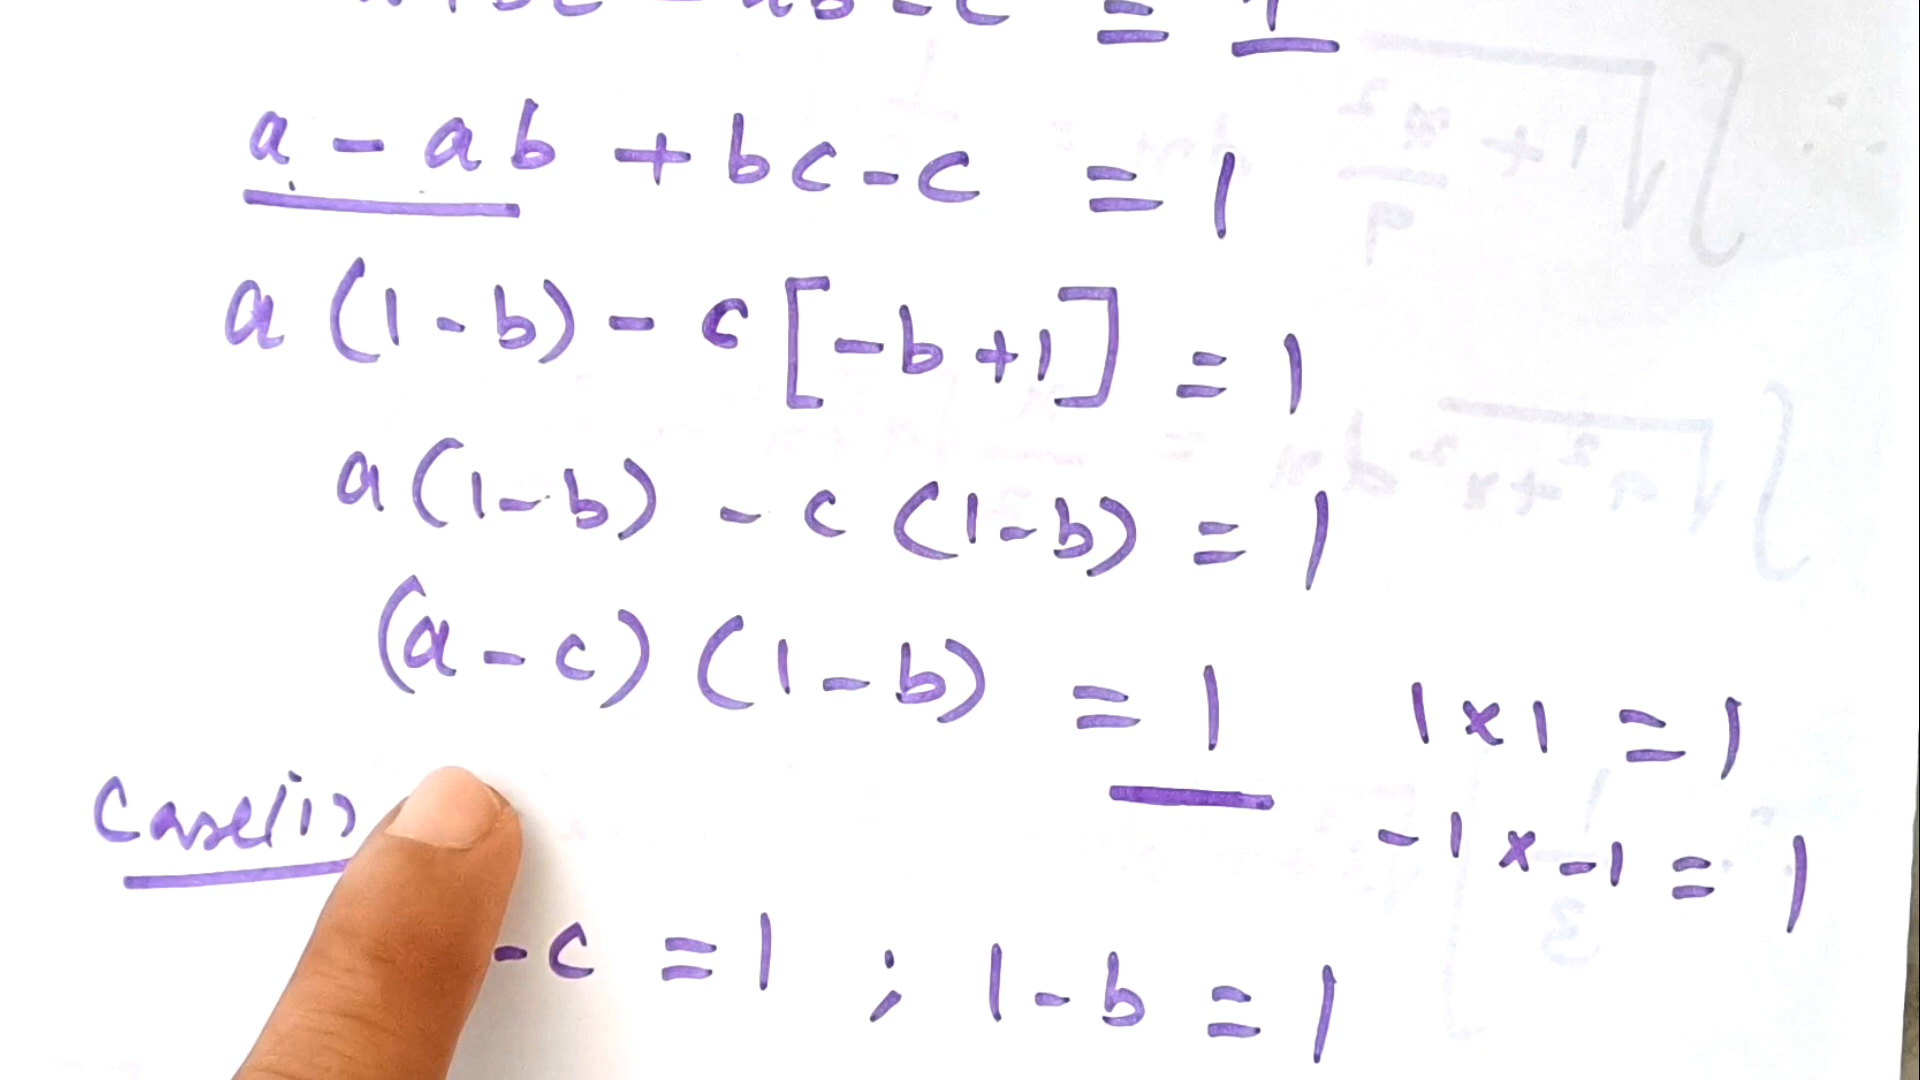 a - ab + bc - c = 1
a (1 - b) - c [-b + 1] = 1
a (1 - b) - c (1 - b) = 1
(a - c) (1 - b) = 1
1 × 1 = 1
-1 × -1 = 1
Case(i)
- c = 1 ; 1 - b = 1